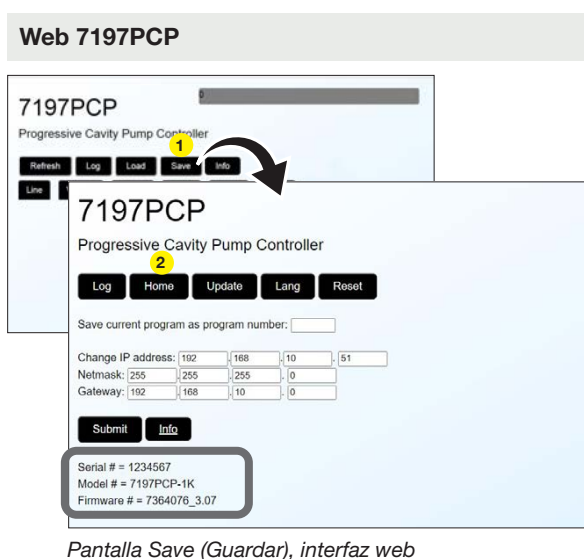 Web 7197PCP
0
7197PCP
Progressive Cavity Pump Controller
1
Refresh Log Load Save Info
Line
7197PCP
Progressive Cavity Pump Controller
2
Log Home Update Lang Reset
Save current program as program number:
Change IP address: 192 . 168 . 10 . 51
Netmask: 255 . 255 . 255 . 0
Gateway: 192 . 168 . 10 . 0
Submit Info
Serial # = 1234567
Model # = 7197PCP-1K
Firmware # = 7364076_3.07
Pantalla Save (Guardar), interfaz web